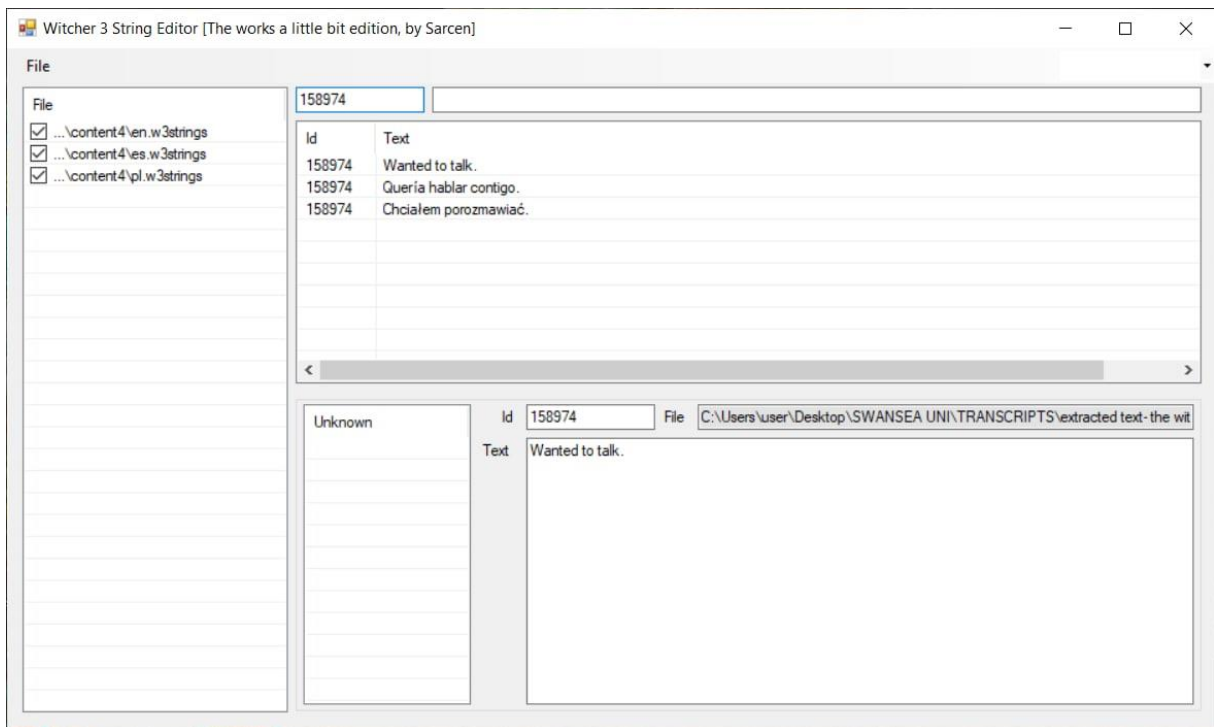 Witcher 3 String Editor [The works a little bit edition, by Sarcen]
File
File
...\content4\en.w3strings
...\content4\es.w3strings
...\content4\pl.w3strings
158974
Id Text
158974 Wanted to talk.
158974 Quería hablar contigo.
158974 Chciałem porozmawiać.
Unknown
Id 158974 File C:\Users\user\Desktop\SWANSEA UNI\TRANSCRIPTS\extracted text- the wit
Text Wanted to talk.